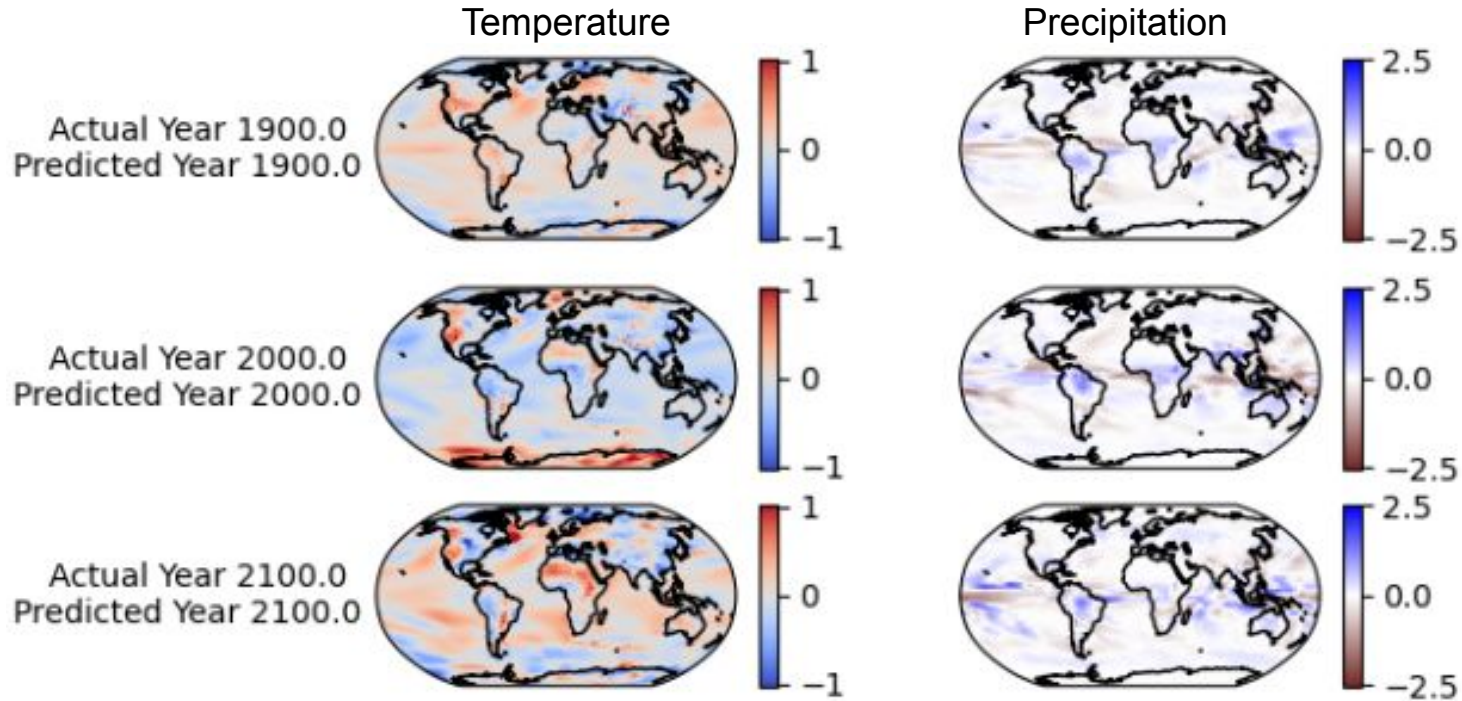 Temperature
Precipitation
Actual Year 1900.0
Predicted Year 1900.0
1
0
−1
2.5
0.0
−2.5
Actual Year 2000.0
Predicted Year 2000.0
1
0
−1
2.5
0.0
−2.5
Actual Year 2100.0
Predicted Year 2100.0
1
0
−1
2.5
0.0
−2.5